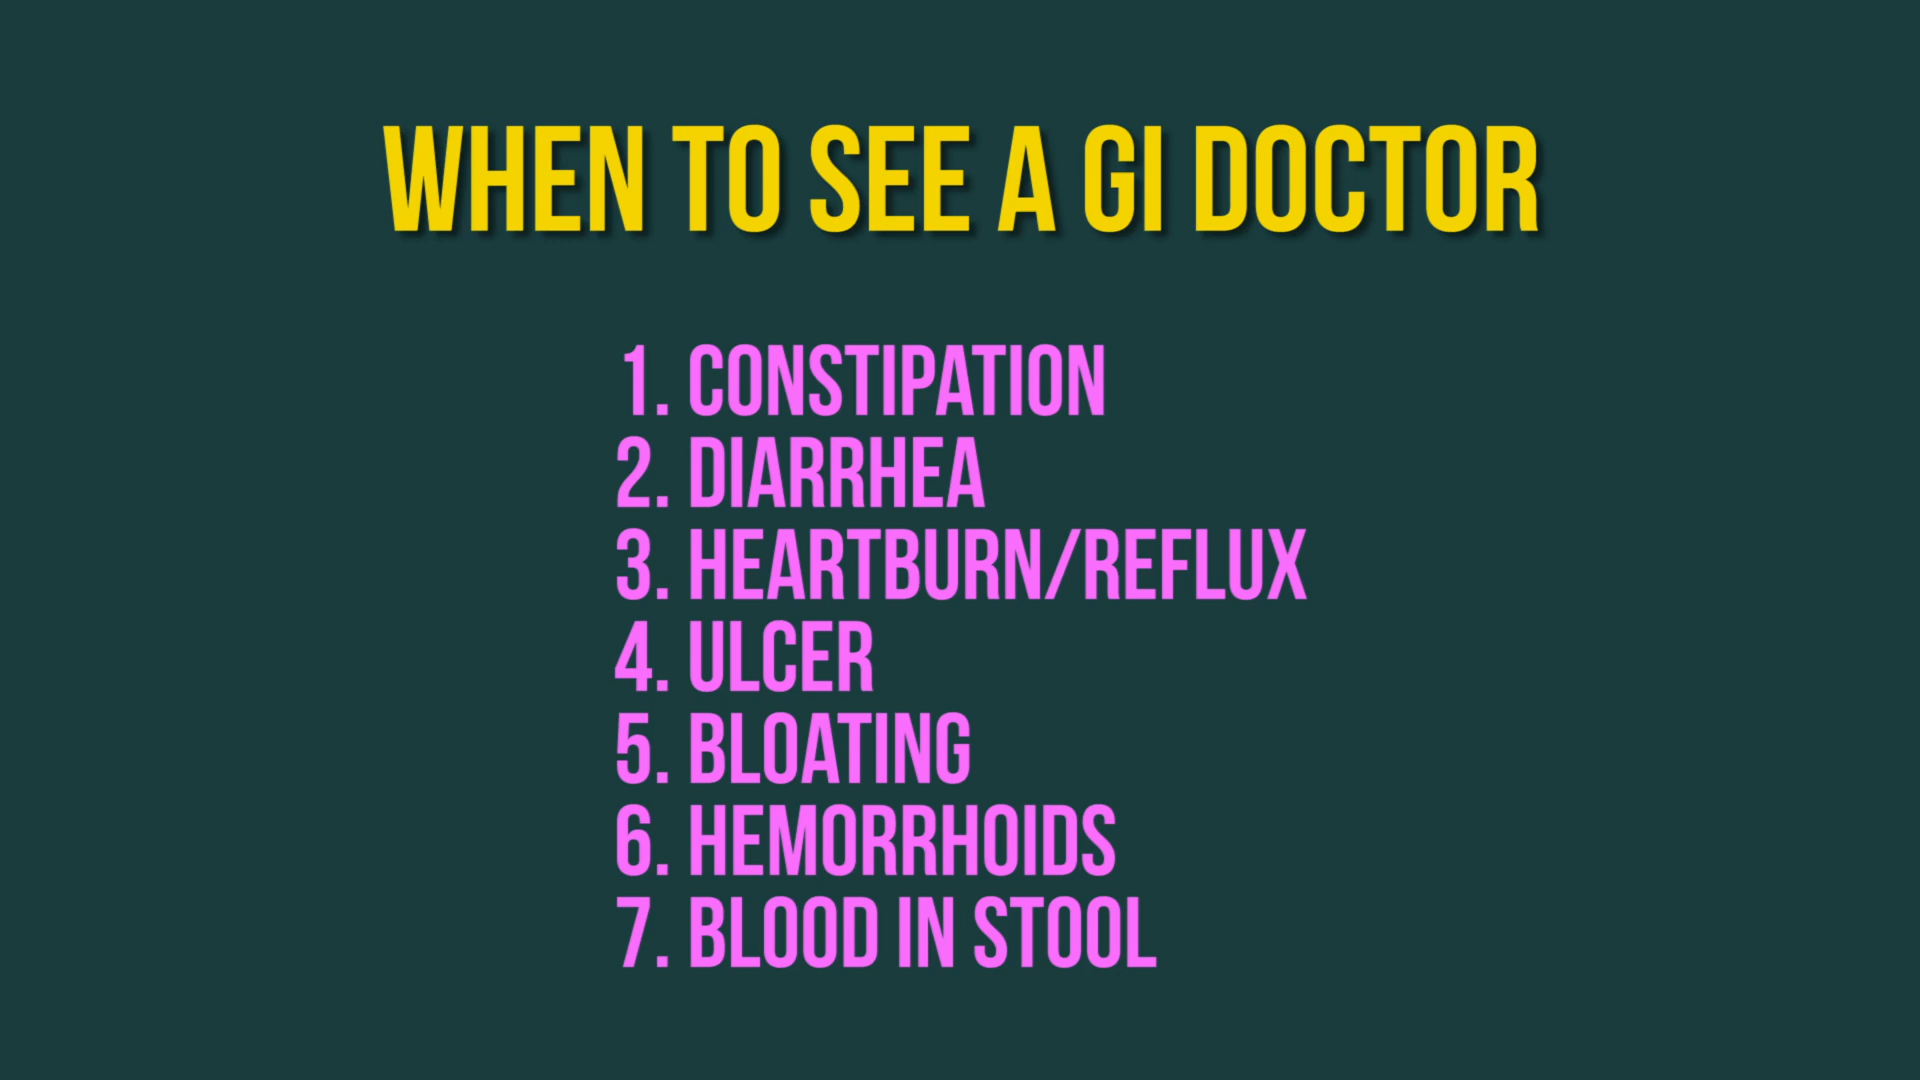 WHEN TO SEE A GI DOCTOR
1. CONSTIPATION
2. DIARRHEA
3. HEARTBURN/REFLUX
4. ULCER
5. BLOATING
6. HEMORRHOIDS
7. BLOOD IN STOOL